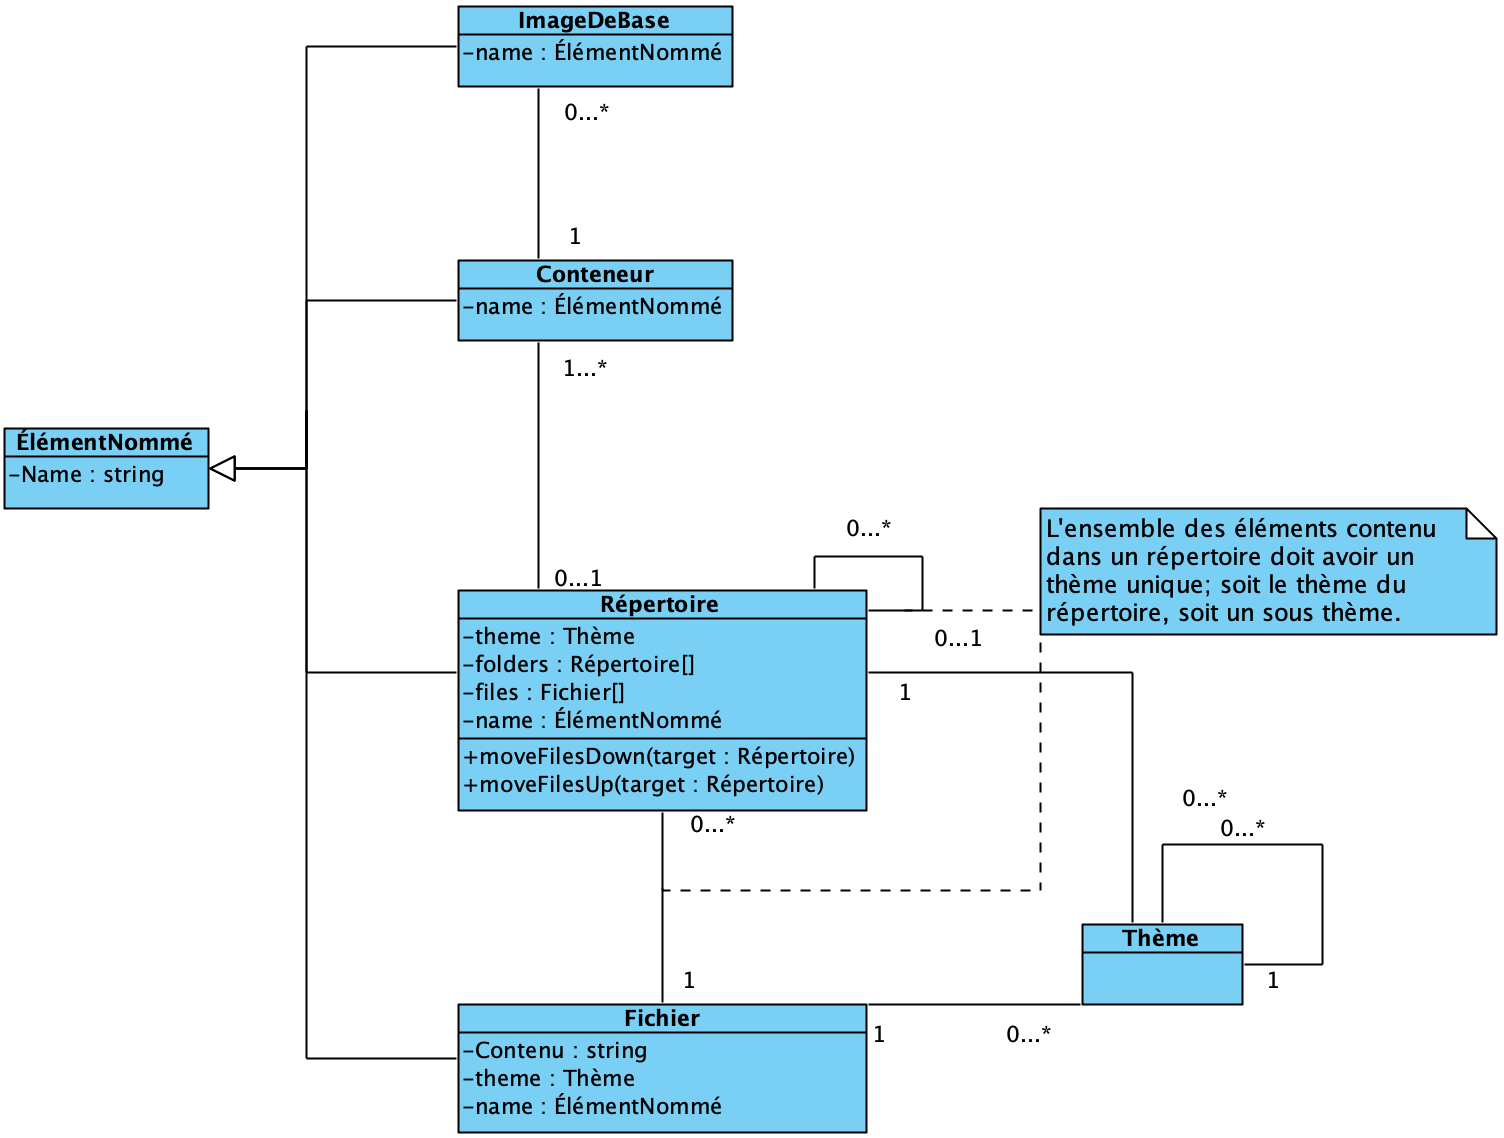 ImageDeBase
-name : ÉlémentNommé
0...*
1
Conteneur
-name : ÉlémentNommé
1...*
ÉlémentNommé
-Name : string
0...*
L'ensemble des éléments contenu
dans un répertoire doit avoir un
thème unique; soit le thème du
répertoire, soit un sous thème.
0...1
Répertoire
0...1
-theme : Thème
-folders : Répertoire[]
-files : Fichier[]
-name : ÉlémentNommé
1
+moveFilesDown(target : Répertoire)
+moveFilesUp(target : Répertoire)
0...*
0...*
0...*
Thème
1
1
Fichier
1
0...*
-Contenu : string
-theme : Thème
-name : ÉlémentNommé